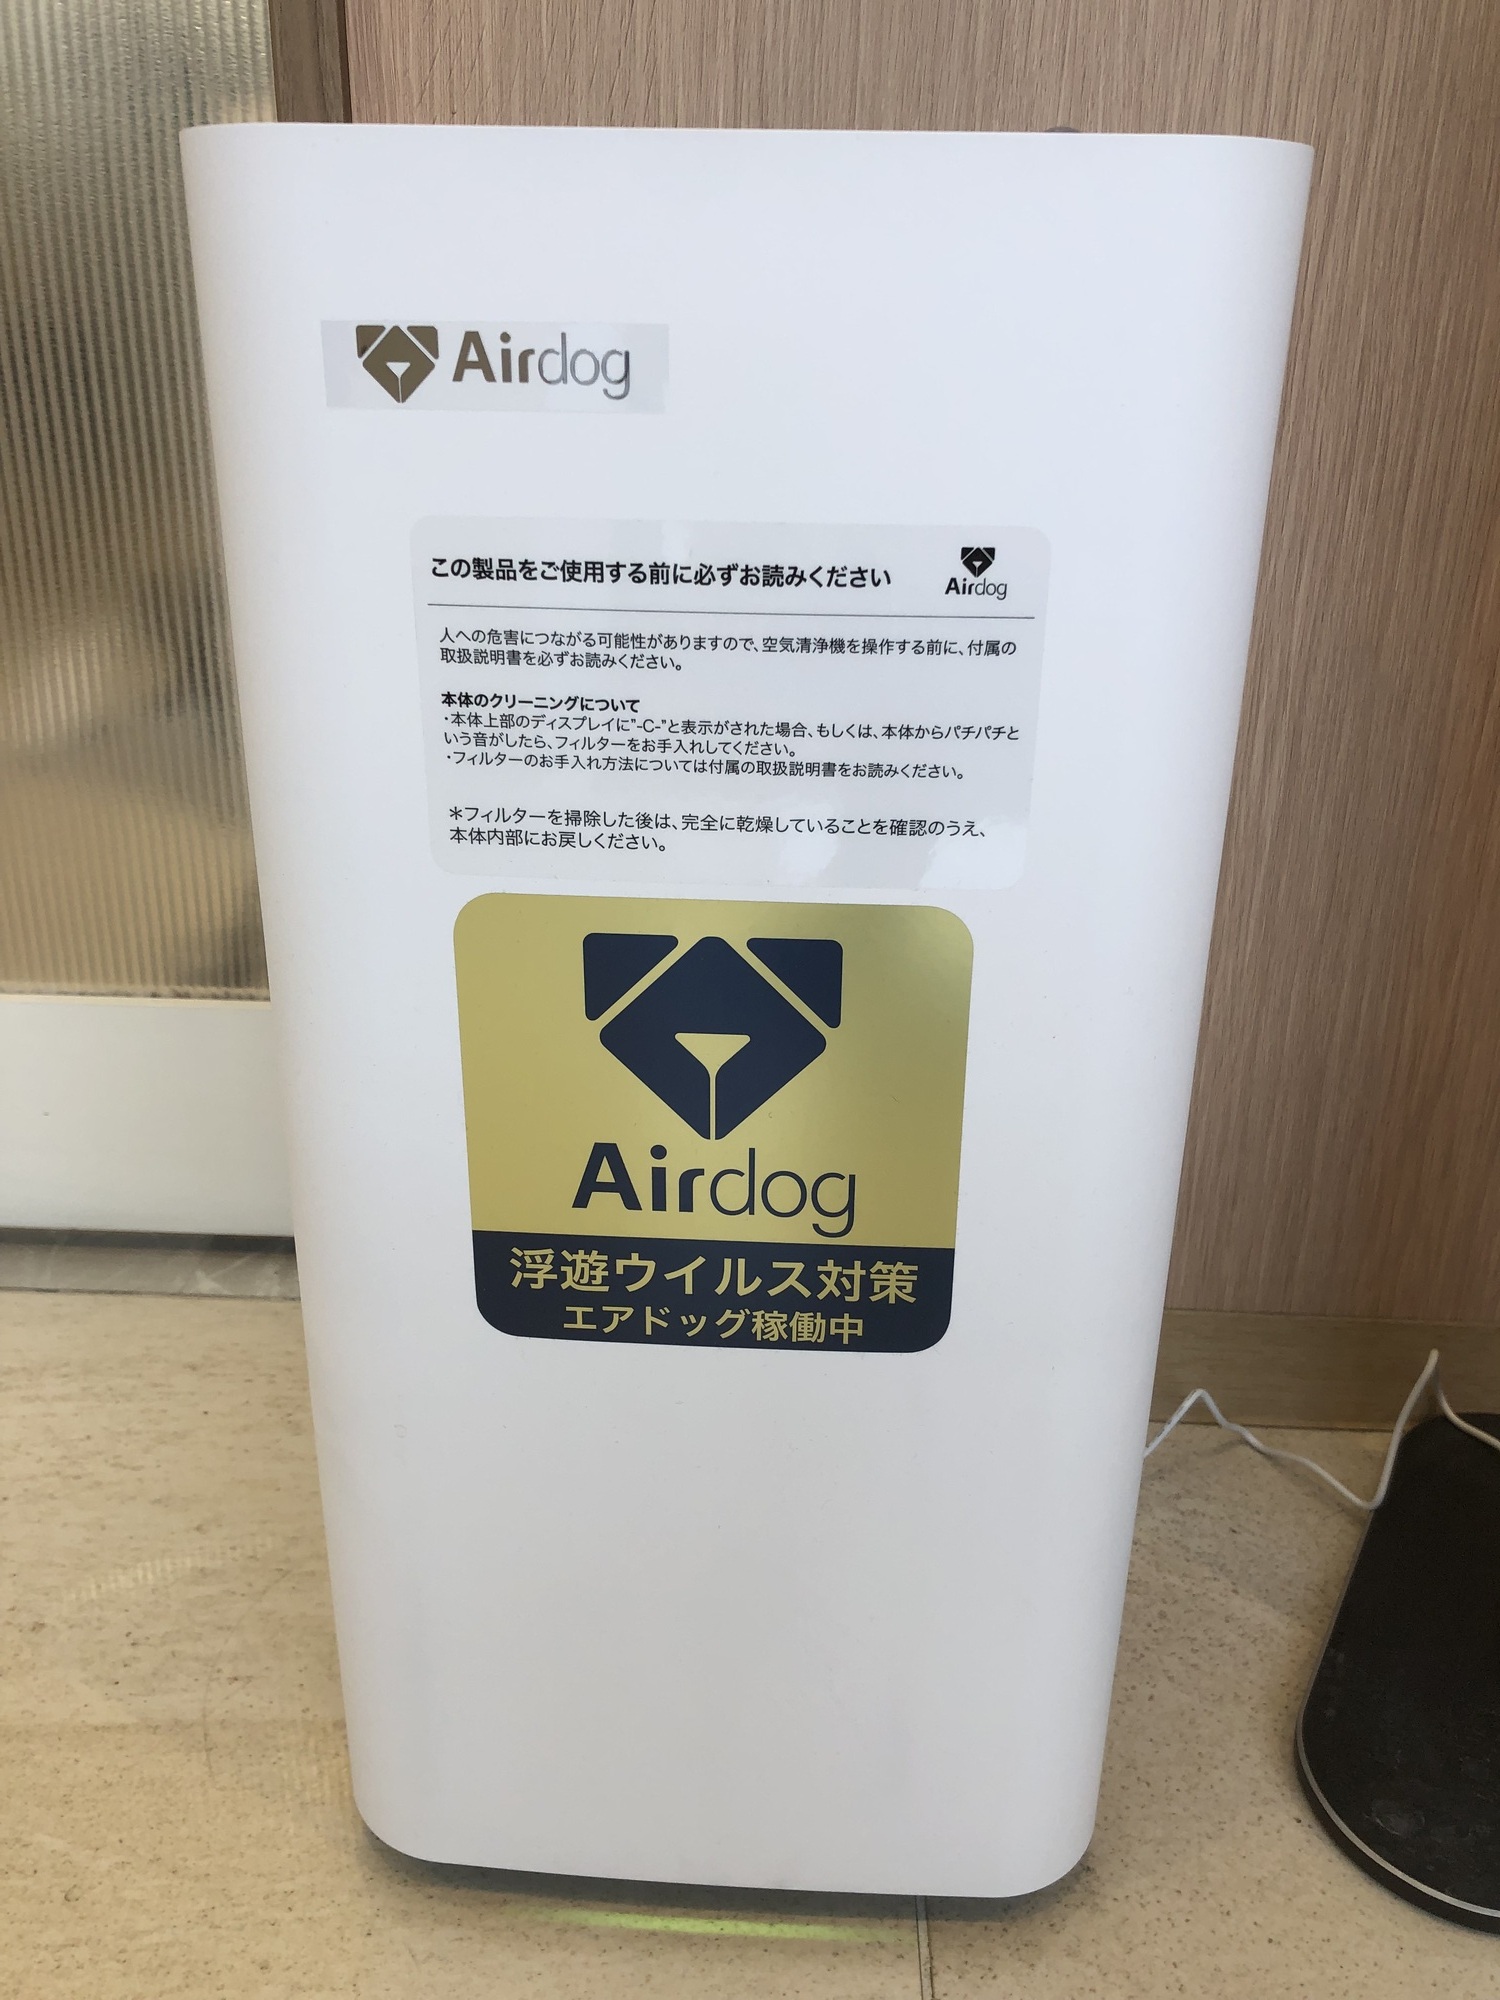 Airdog
この製品をご使用する前に必ずお読みください
Airdog
人への危害につながる可能性がありますので、空気清浄機を操作する前に、付属の
取扱説明書を必ずお読みください。
本体のクリーニングについて
・本体上部のディスプレイに"-C-"と表示がされた場合、もしくは、本体からパチパチと
いう音がしたら、フィルターをお手入れしてください。
・フィルターのお手入れ方法については付属の取扱説明書をお読みください。
＊フィルターを掃除した後は、完全に乾燥していることを確認のうえ、
本体内部にお戻しください。
Airdog
浮遊ウイルス対策
エアドッグ稼働中